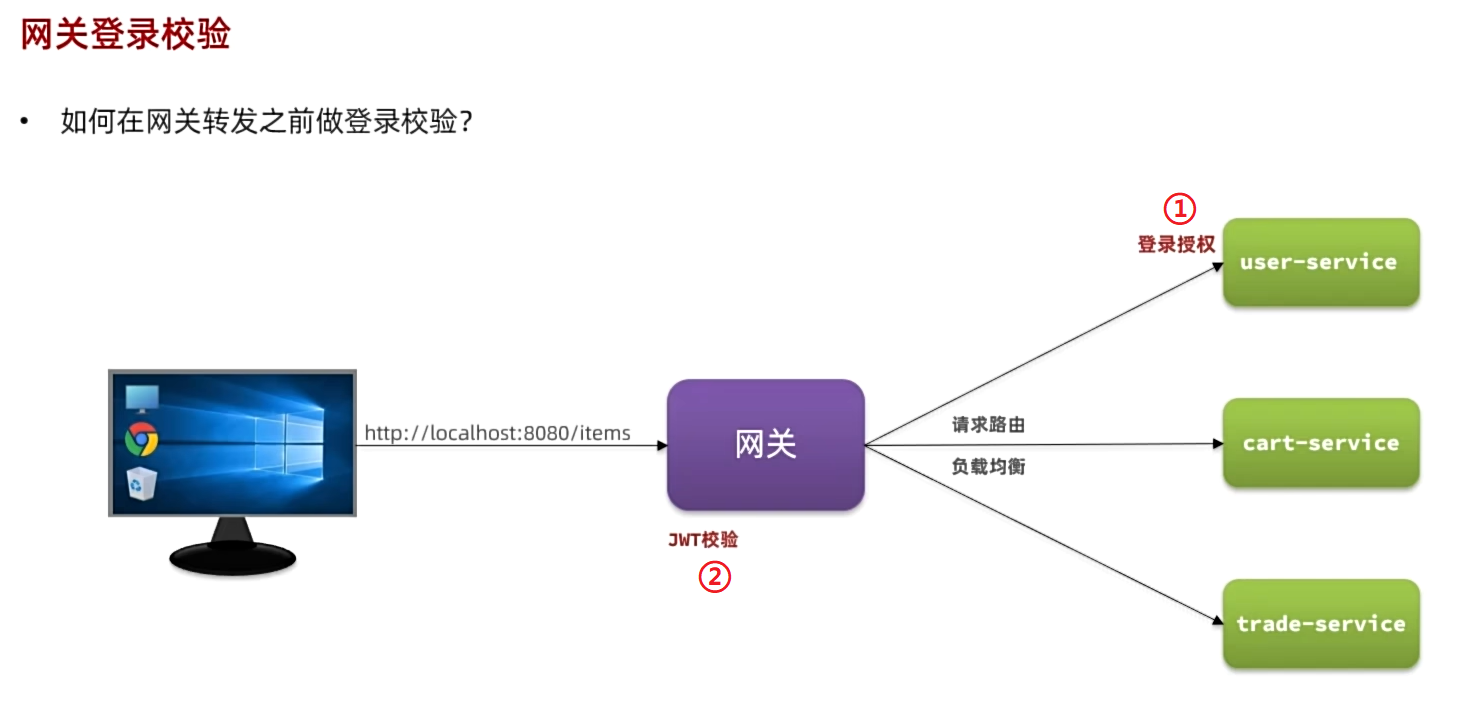 网关登录校验
• 如何在网关转发之前做登录校验？
①
登录授权
user-service
http://localhost:8080/items
网关
请求路由
负载均衡
cart-service
JWT校验
②
trade-service